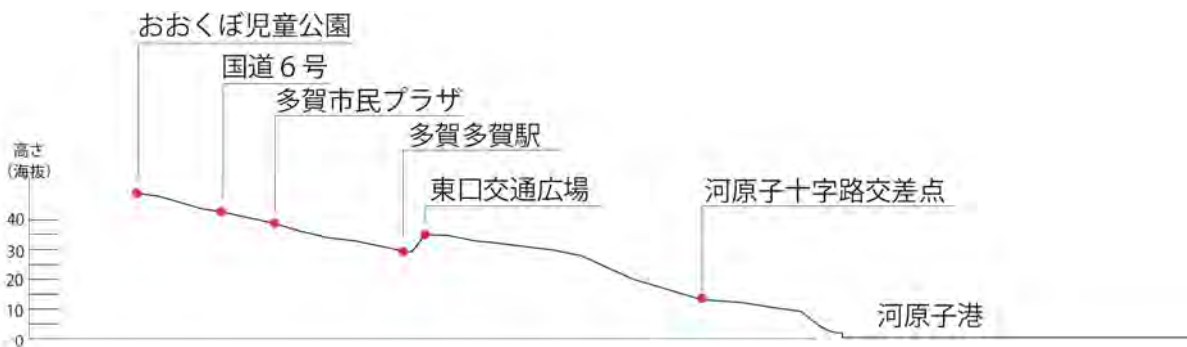 おおくぼ児童公園
国道６号
多賀市民プラザ
多賀多賀駅
東口交通広場
河原子十字路交差点
河原子港
高さ
（海抜）
40
30
20
10
0